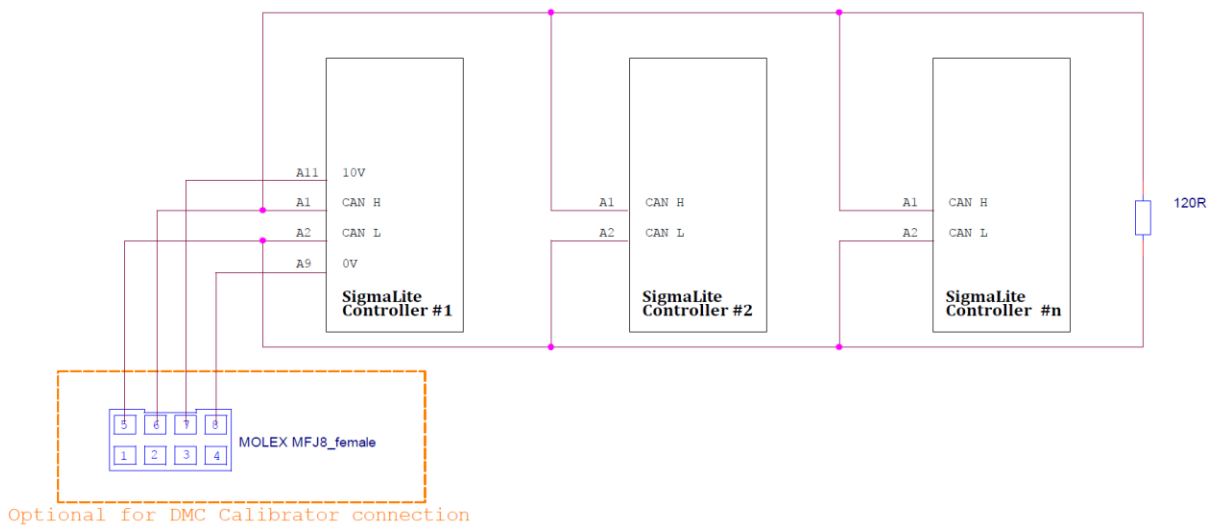 A11 10V
A1 CAN H
A2 CAN L
A9 0V
SigmaLite
Controller #1
A1 CAN H
A2 CAN L
SigmaLite
Controller #2
A1 CAN H
A2 CAN L
SigmaLite
Controller #n
120R
5 6 7 8
1 2 3 4
MOLEX MFJ8_female
Optional for DMC Calibrator connection